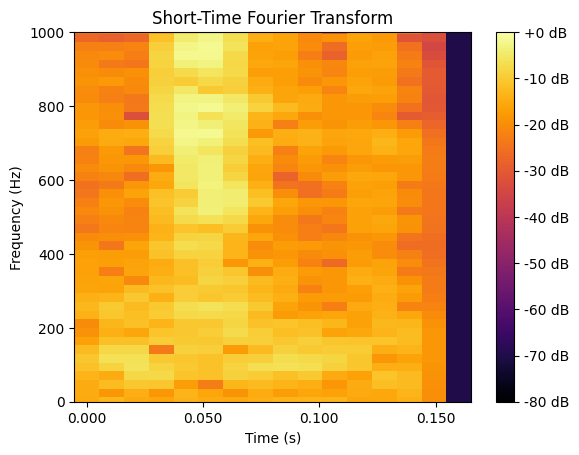 Short-Time Fourier Transform
1000
800
600
400
200
0
Frequency (Hz)
0.000
0.050
0.100
0.150
Time (s)
+0 dB
-10 dB
-20 dB
-30 dB
-40 dB
-50 dB
-60 dB
-70 dB
-80 dB